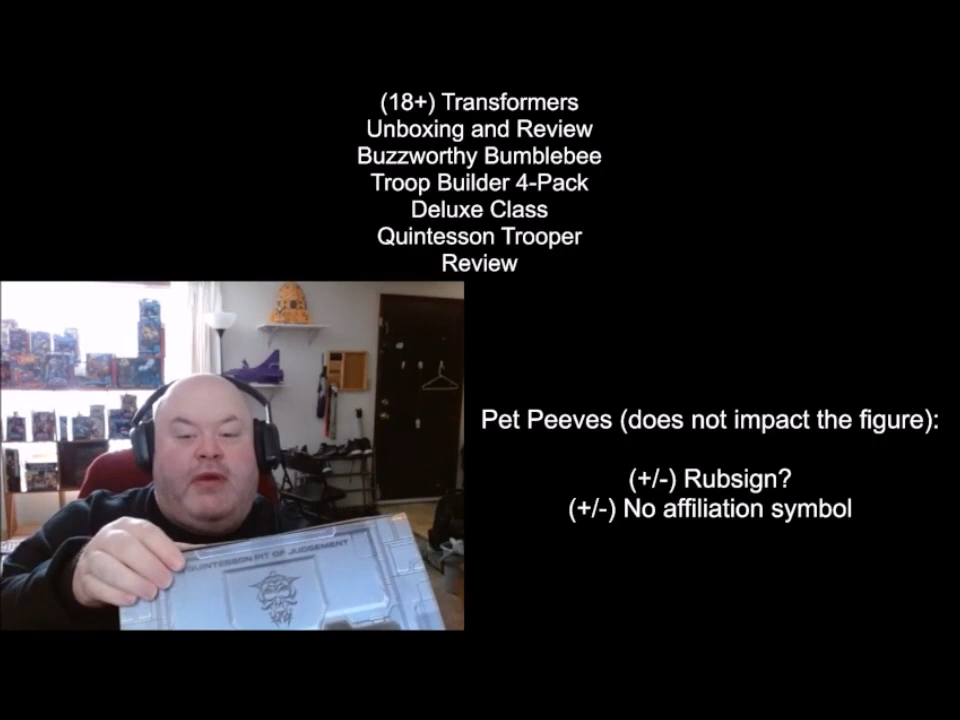 (18+) Transformers
Unboxing and Review
Buzzworthy Bumblebee
Troop Builder 4-Pack
Deluxe Class
Quintesson Trooper
Review
Pet Peeves (does not impact the figure):
(+/-) Rubsign?
(+/-) No affiliation symbol
QUINTESSON PIT OF JUDGEMENT